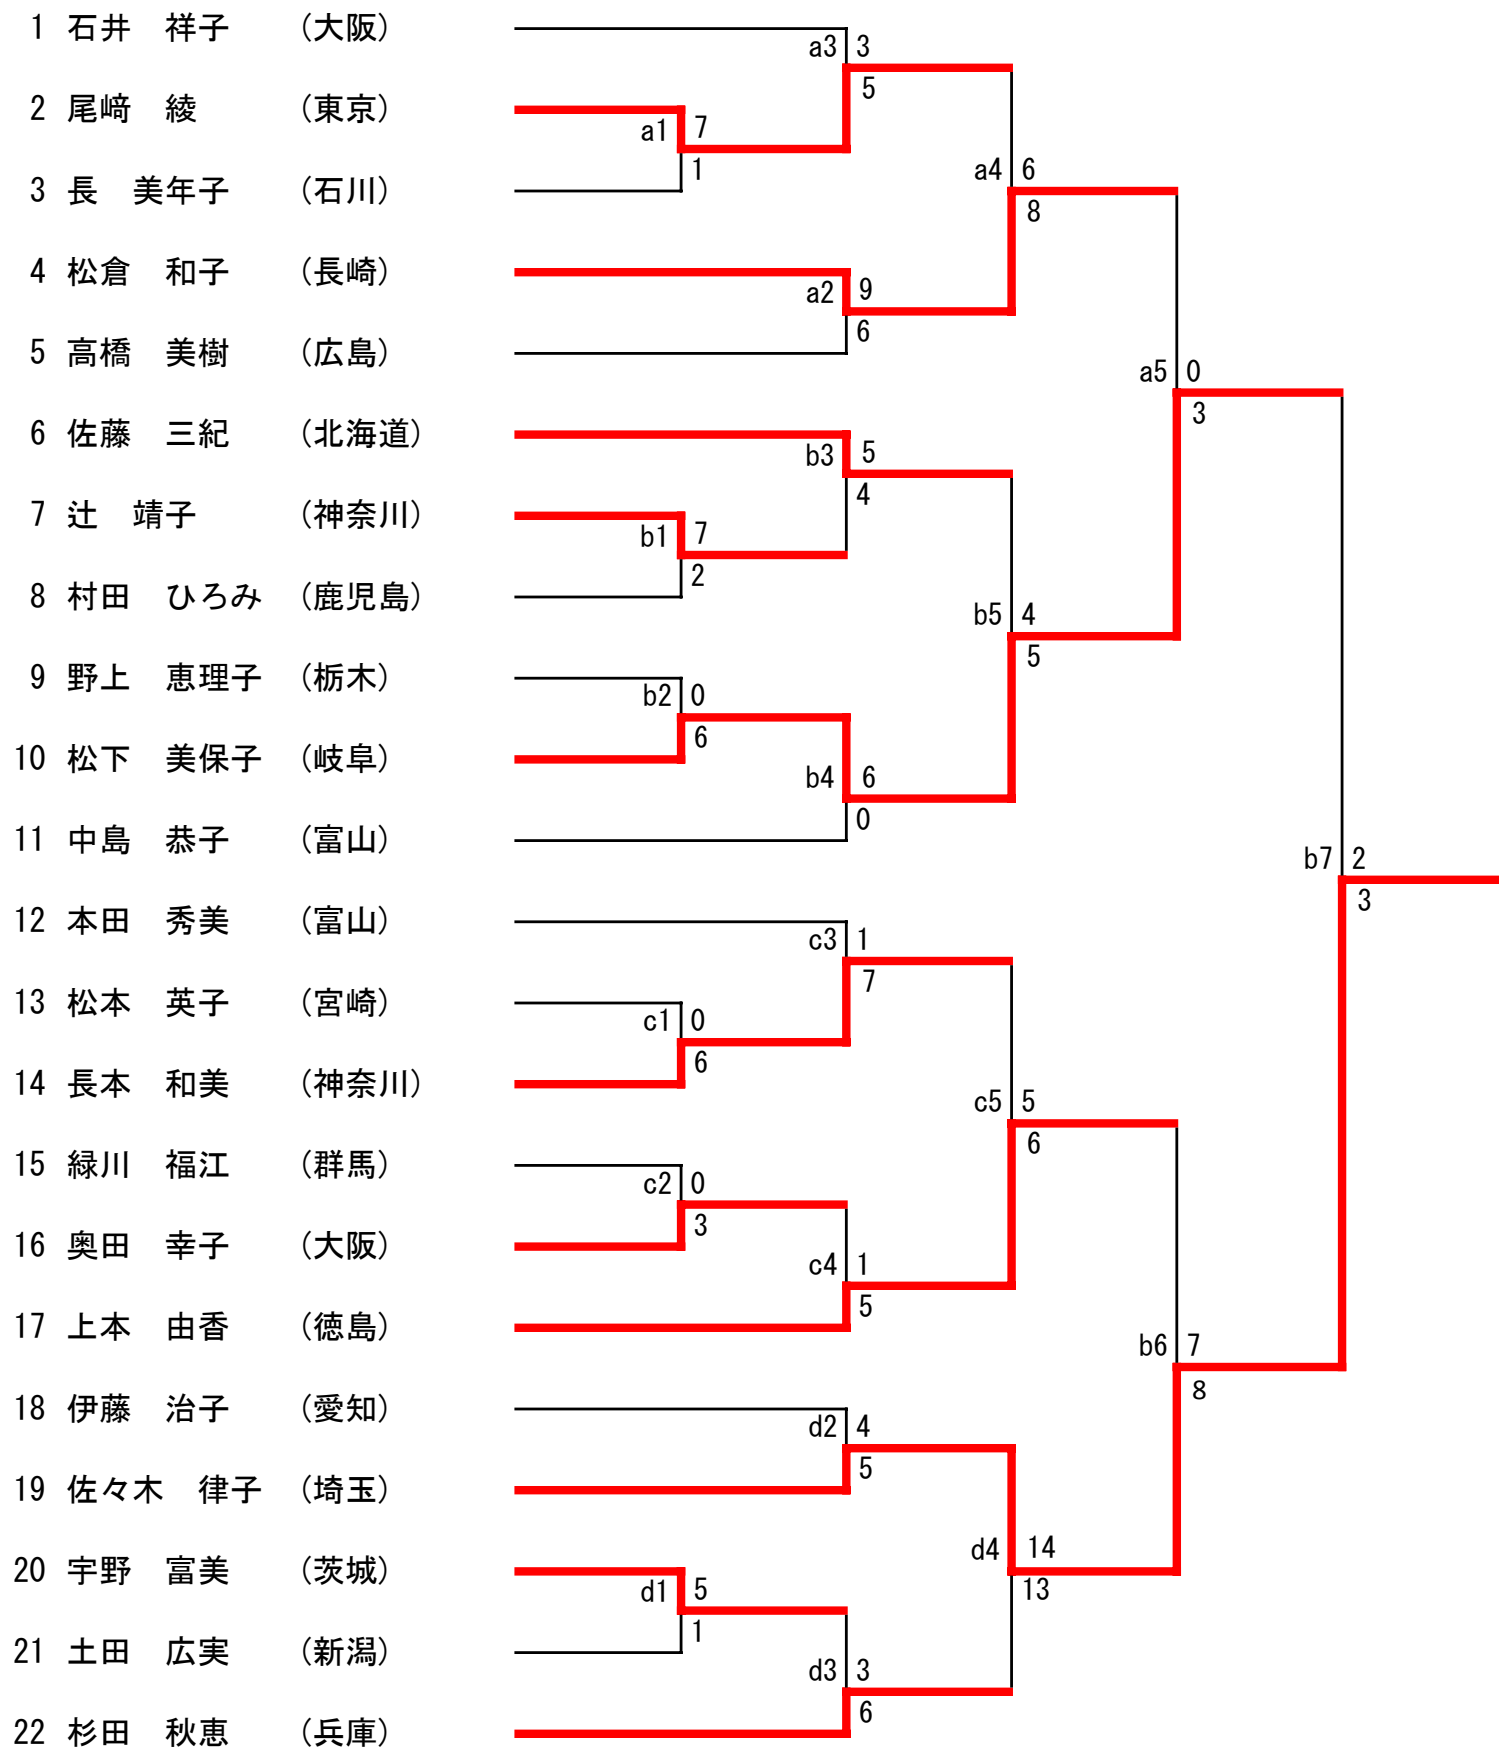 1 石井　祥子　（大阪）
a3 3
5
2 尾﨑　綾　（東京）
a1 7
1
3 長　美年子　（石川）
a4 6
8
4 松倉　和子　（長崎）
a2 9
6
5 高橋　美樹　（広島）
a5 0
3
6 佐藤　三紀　（北海道）
b3 5
4
7 辻　靖子　（神奈川）
b1 7
2
8 村田　ひろみ　（鹿児島）
b5 4
5
9 野上　恵理子　（栃木）
b2 0
6
10 松下　美保子　（岐阜）
b4 6
0
11 中島　恭子　（富山）
b7 2
3
12 本田　秀美　（富山）
c3 1
7
13 松本　英子　（宮崎）
c1 0
6
14 長本　和美　（神奈川）
c5 5
6
15 緑川　福江　（群馬）
c2 0
3
16 奥田　幸子　（大阪）
c4 1
5
17 上本　由香　（徳島）
b6 7
8
18 伊藤　治子　（愛知）
d2 4
5
19 佐々木　律子　（埼玉）
d4 14
13
20 宇野　富美　（茨城）
d1 5
1
21 土田　広実　（新潟）
d3 3
6
22 杉田　秋恵　（兵庫）